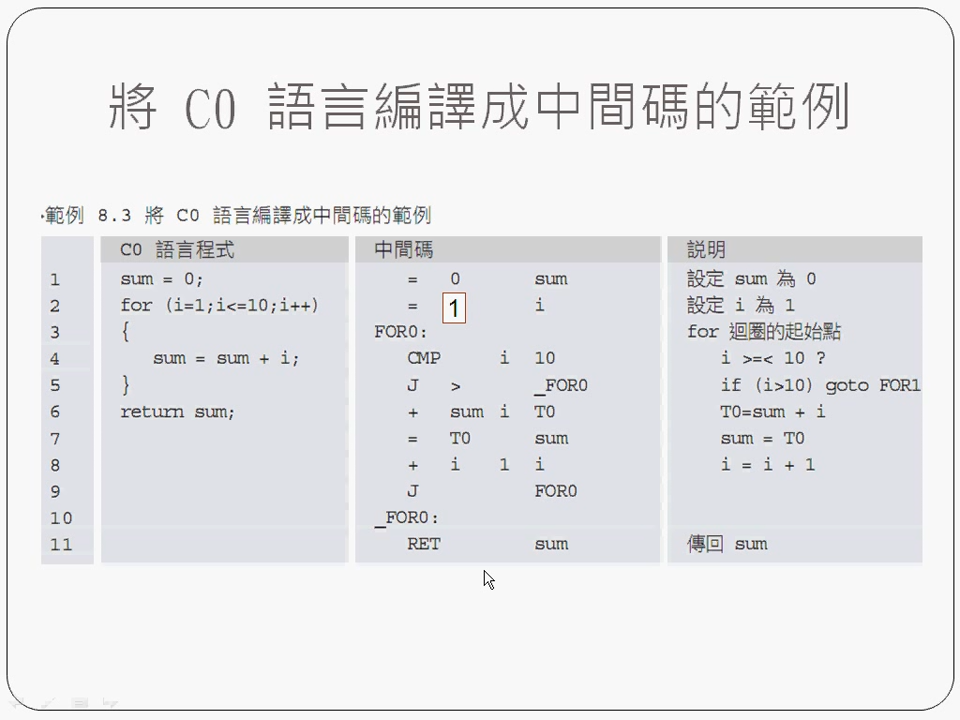 將 C0 語言編譯成中間碼的範例
·範例 8.3 將 C0 語言編譯成中間碼的範例
C0 語言程式 中間碼 説明
1 sum = 0; = 0 sum 設定 sum 為 0
2 for (i=1;i<=10;i++) = 1 i 設定 i 為 1
3 { FOR0: for 迴圈的起始點
4 sum = sum + i; CMP i 10 i >=< 10 ?
5 } J > _FOR0 if (i>10) goto FOR1
6 return sum; + sum i T0 T0=sum + i
7 = T0 sum sum = T0
8 + i 1 i i = i + 1
9 J FOR0
10 _FOR0:
11 RET sum 傳回 sum